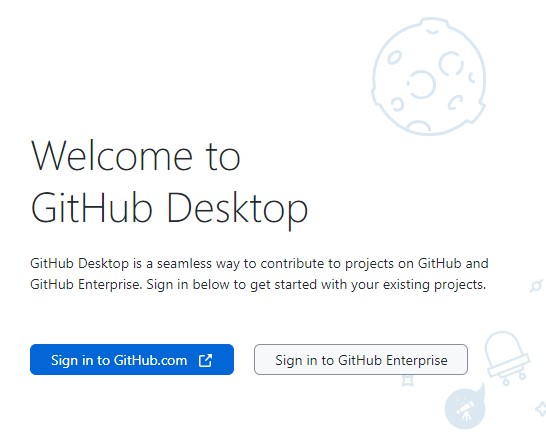 Welcome to
GitHub Desktop
GitHub Desktop is a seamless way to contribute to projects on GitHub and
GitHub Enterprise. Sign in below to get started with your existing projects.
Sign in to GitHub.com
Sign in to GitHub Enterprise